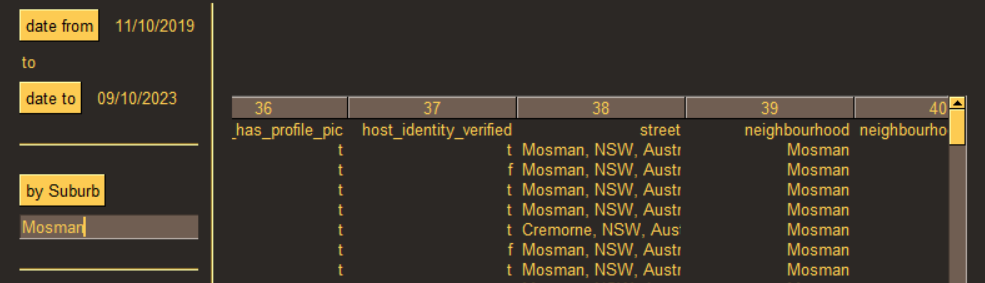 date from 11/10/2019
to
date to 09/10/2023
by Suburb
Mosman
36 37 38 39 40
_has_profile_pic host_identity_verified street neighbourhood neighbourho
t t Mosman, NSW, Austr Mosman
t f Mosman, NSW, Austr Mosman
t t Mosman, NSW, Austr Mosman
t t Mosman, NSW, Austr Mosman
t t Cremorne, NSW, Aus Mosman
t f Mosman, NSW, Austr Mosman
t t Mosman, NSW, Austr Mosman